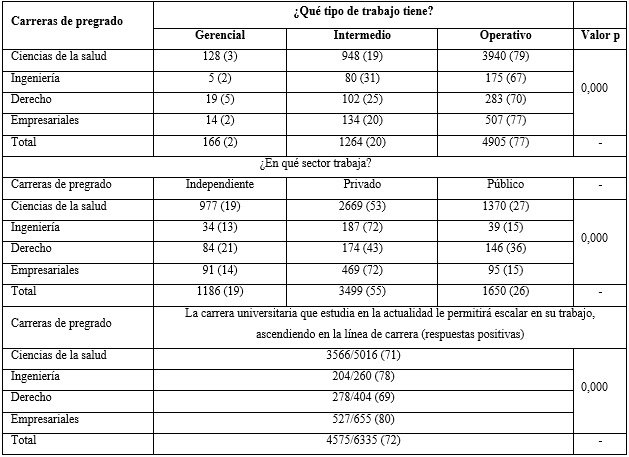 Carreras de pregrado ¿Qué tipo de trabajo tiene?
Gerencial Intermedio Operativo Valor p
Ciencias de la salud 128 (3) 948 (19) 3940 (79)
Ingeniería 5 (2) 80 (31) 175 (67)
0,000
Derecho 19 (5) 102 (25) 283 (70)
Empresariales 14 (2) 134 (20) 507 (77)
Total 166 (2) 1264 (20) 4905 (77) -
¿En qué sector trabaja?
Carreras de pregrado Independiente Privado Público -
Ciencias de la salud 977 (19) 2669 (53) 1370 (27)
Ingeniería 34 (13) 187 (72) 39 (15)
0,000
Derecho 84 (21) 174 (43) 146 (36)
Empresariales 91 (14) 469 (72) 95 (15)
Total 1186 (19) 3499 (55) 1650 (26) -
Carreras de pregrado La carrera universitaria que estudia en la actualidad le permitirá escalar en su trabajo,
ascendiendo en la línea de carrera (respuestas positivas)
Ciencias de la salud 3566/5016 (71)
Ingeniería 204/260 (78)
0,000
Derecho 278/404 (69)
Empresariales 527/655 (80)
Total 4575/6335 (72) -